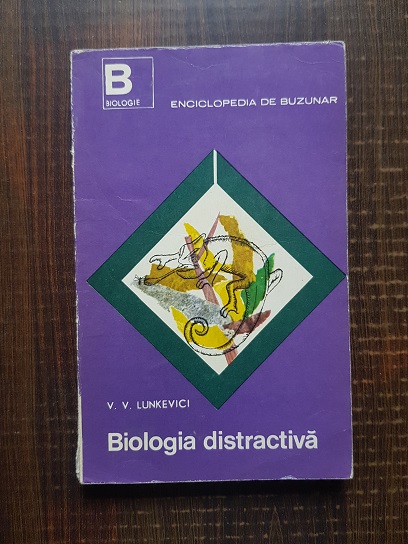 B
BIOLOGIE
ENCICLOPEDIA DE BUZUNAR
V. V. LUNKEVICI
Biologia distractivă